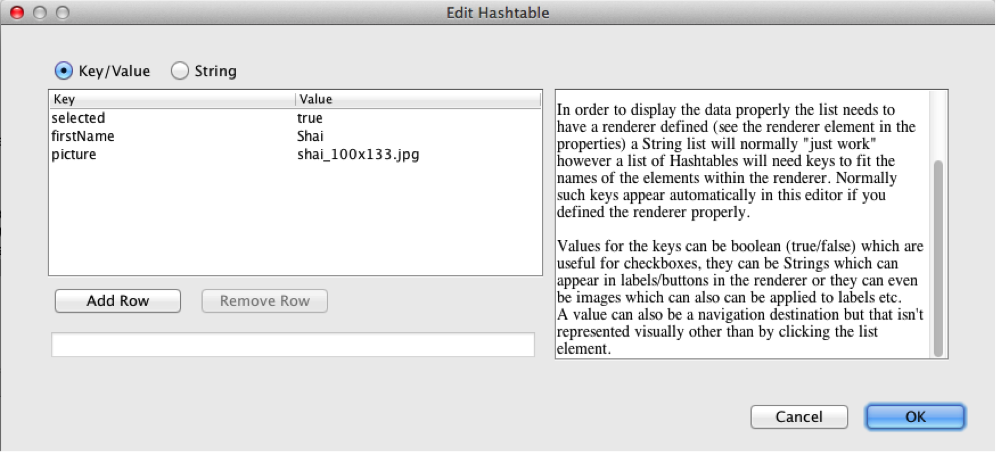 Edit Hashtable
Key/Value String
Key Value
selected true
firstName Shai
picture shai_100x133.jpg
Add Row Remove Row
In order to display the data properly the list needs to
have a renderer defined (see the renderer element in the
properties) a String list will normally "just work"
however a list of Hashtables will need keys to fit the
names of the elements within the renderer. Normally
such keys appear automatically in this editor if you
defined the renderer properly.
Values for the keys can be boolean (true/false) which are
useful for checkboxes, they can be Strings which can
appear in labels/buttons in the renderer or they can even
be images which can also can be applied to labels etc.
A value can also be a navigation destination but that isn't
represented visually other than by clicking the list
element.
Cancel OK